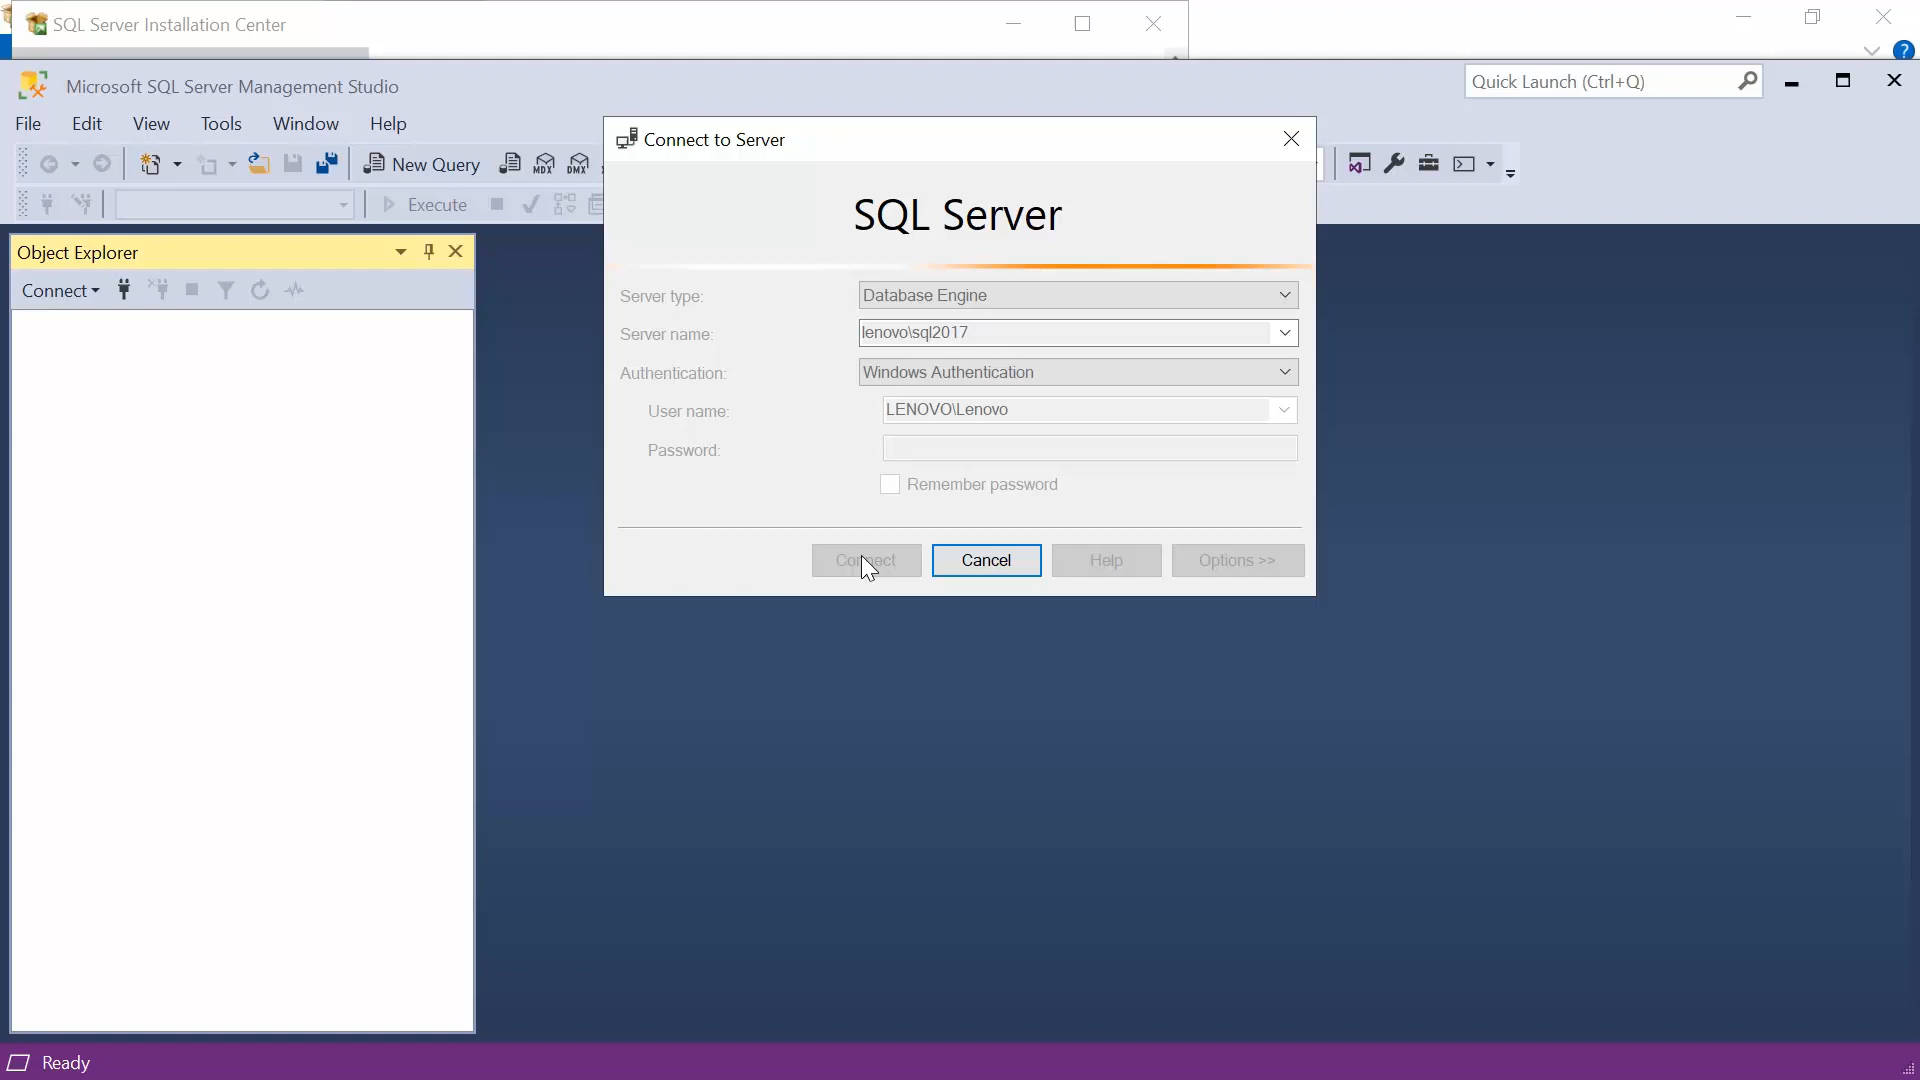 SQL Server Installation Center
?
Microsoft SQL Server Management Studio
Quick Launch (Ctrl+Q)
File Edit View Tools Window Help
Connect to Server
New Query
MDX
DMX
Execute
SQL Server
Object Explorer
Connect
Server type: Database Engine
Server name: lenovo\sql2017
Authentication: Windows Authentication
User name: LENOVO\Lenovo
Password:
Remember password
Connect Cancel Help Options >>
Ready